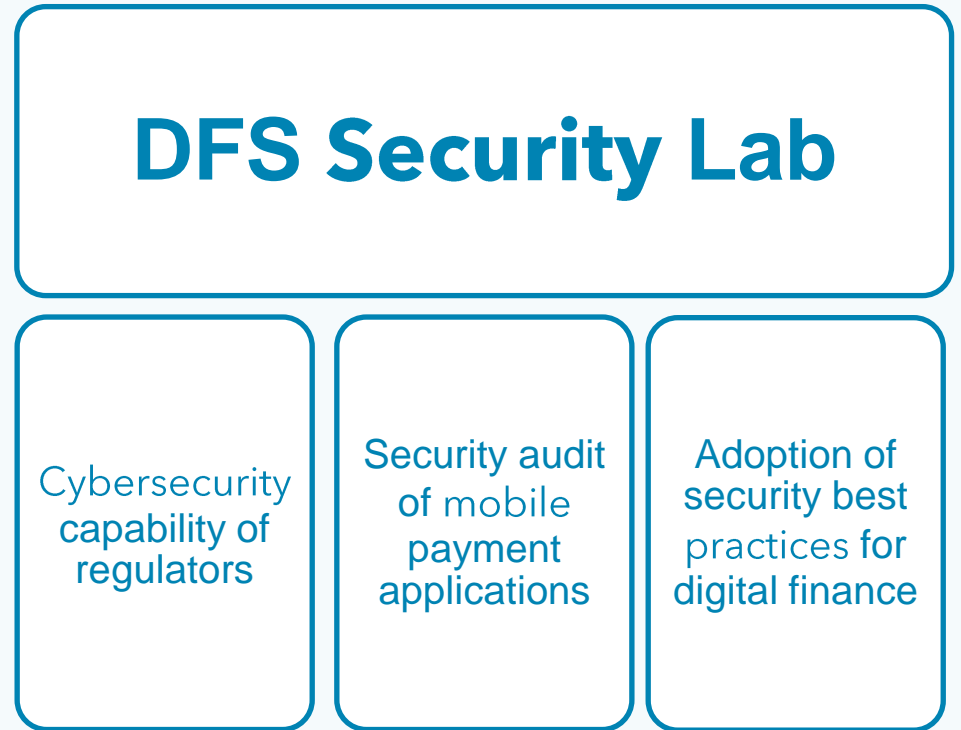 DFS Security Lab
Cybersecurity
capability of
regulators
Security audit
of mobile
payment
applications
Adoption of
security best
practices for
digital finance